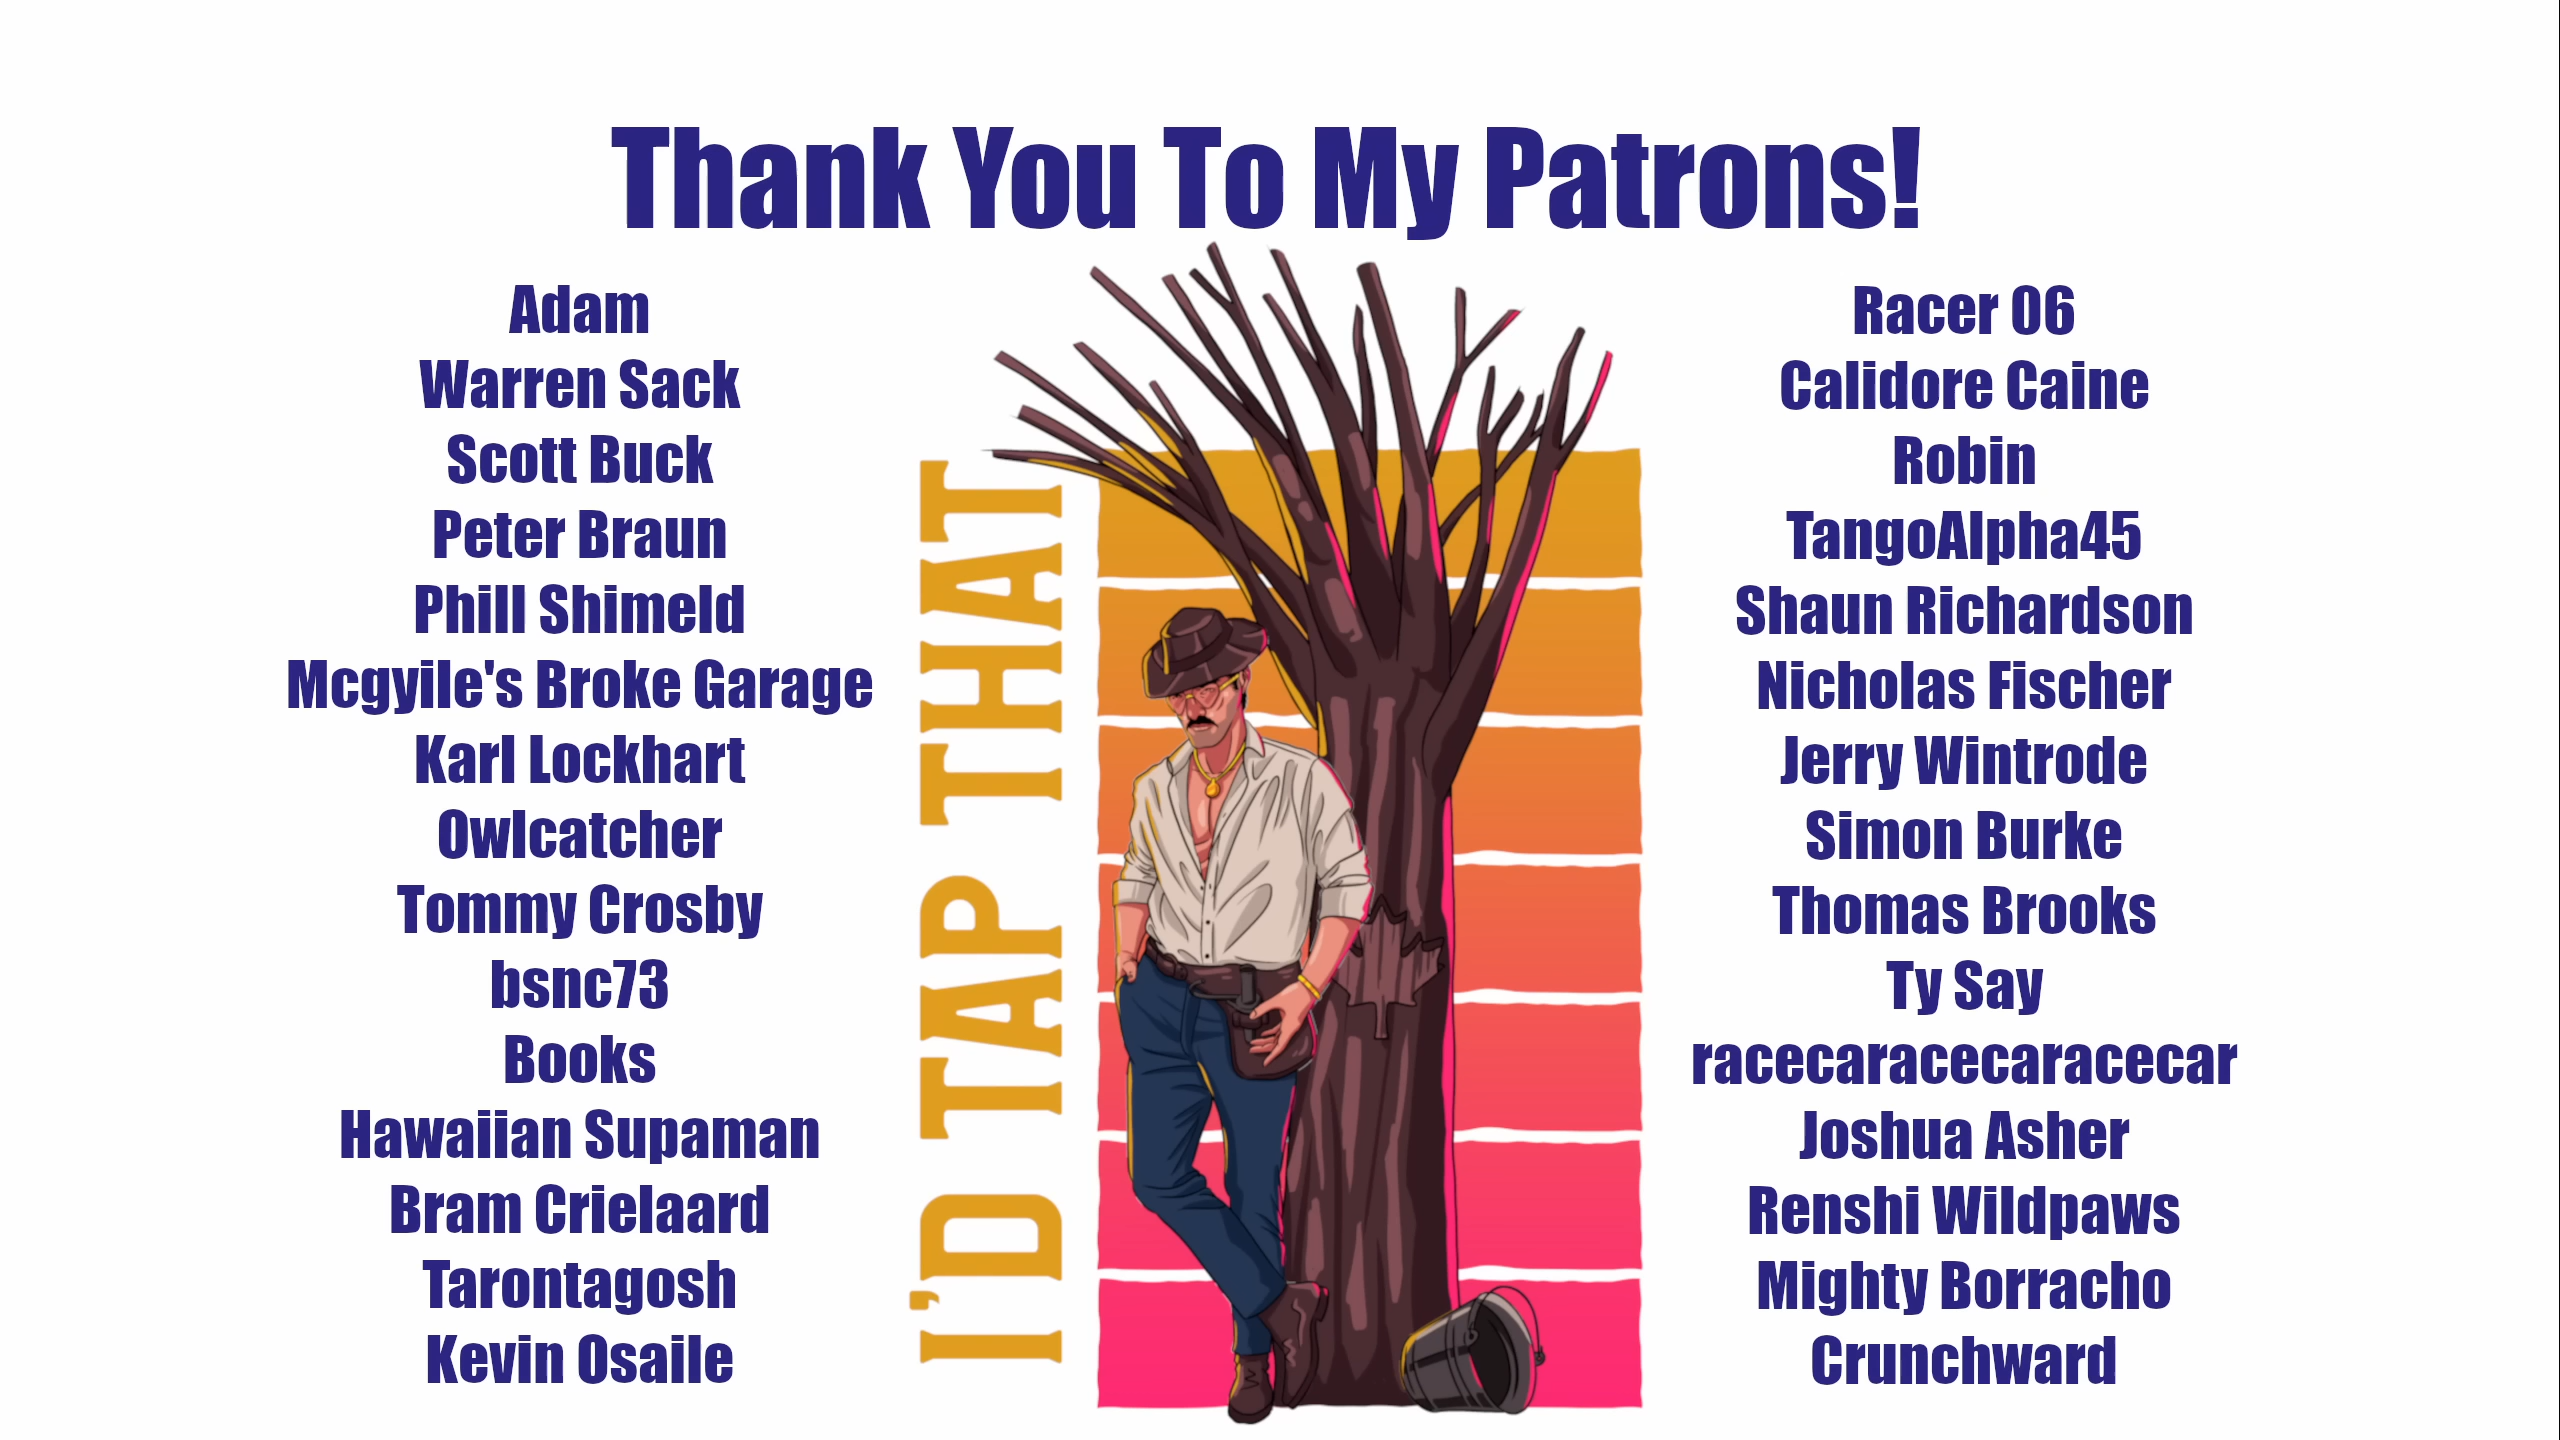 Thank You To My Patrons!
Adam
Warren Sack
Scott Buck
Peter Braun
Phill Shimeld
Mcgyile's Broke Garage
Karl Lockhart
Owlcatcher
Tommy Crosby
bsnc73
Books
Hawaiian Supaman
Bram Crielaard
Tarontagosh
Kevin Osaile
I'D TAP THAT
Racer 06
Calidore Caine
Robin
TangoAlpha45
Shaun Richardson
Nicholas Fischer
Jerry Wintrode
Simon Burke
Thomas Brooks
Ty Say
racecaracecaracecar
Joshua Asher
Renshi Wildpaws
Mighty Borracho
Crunchward